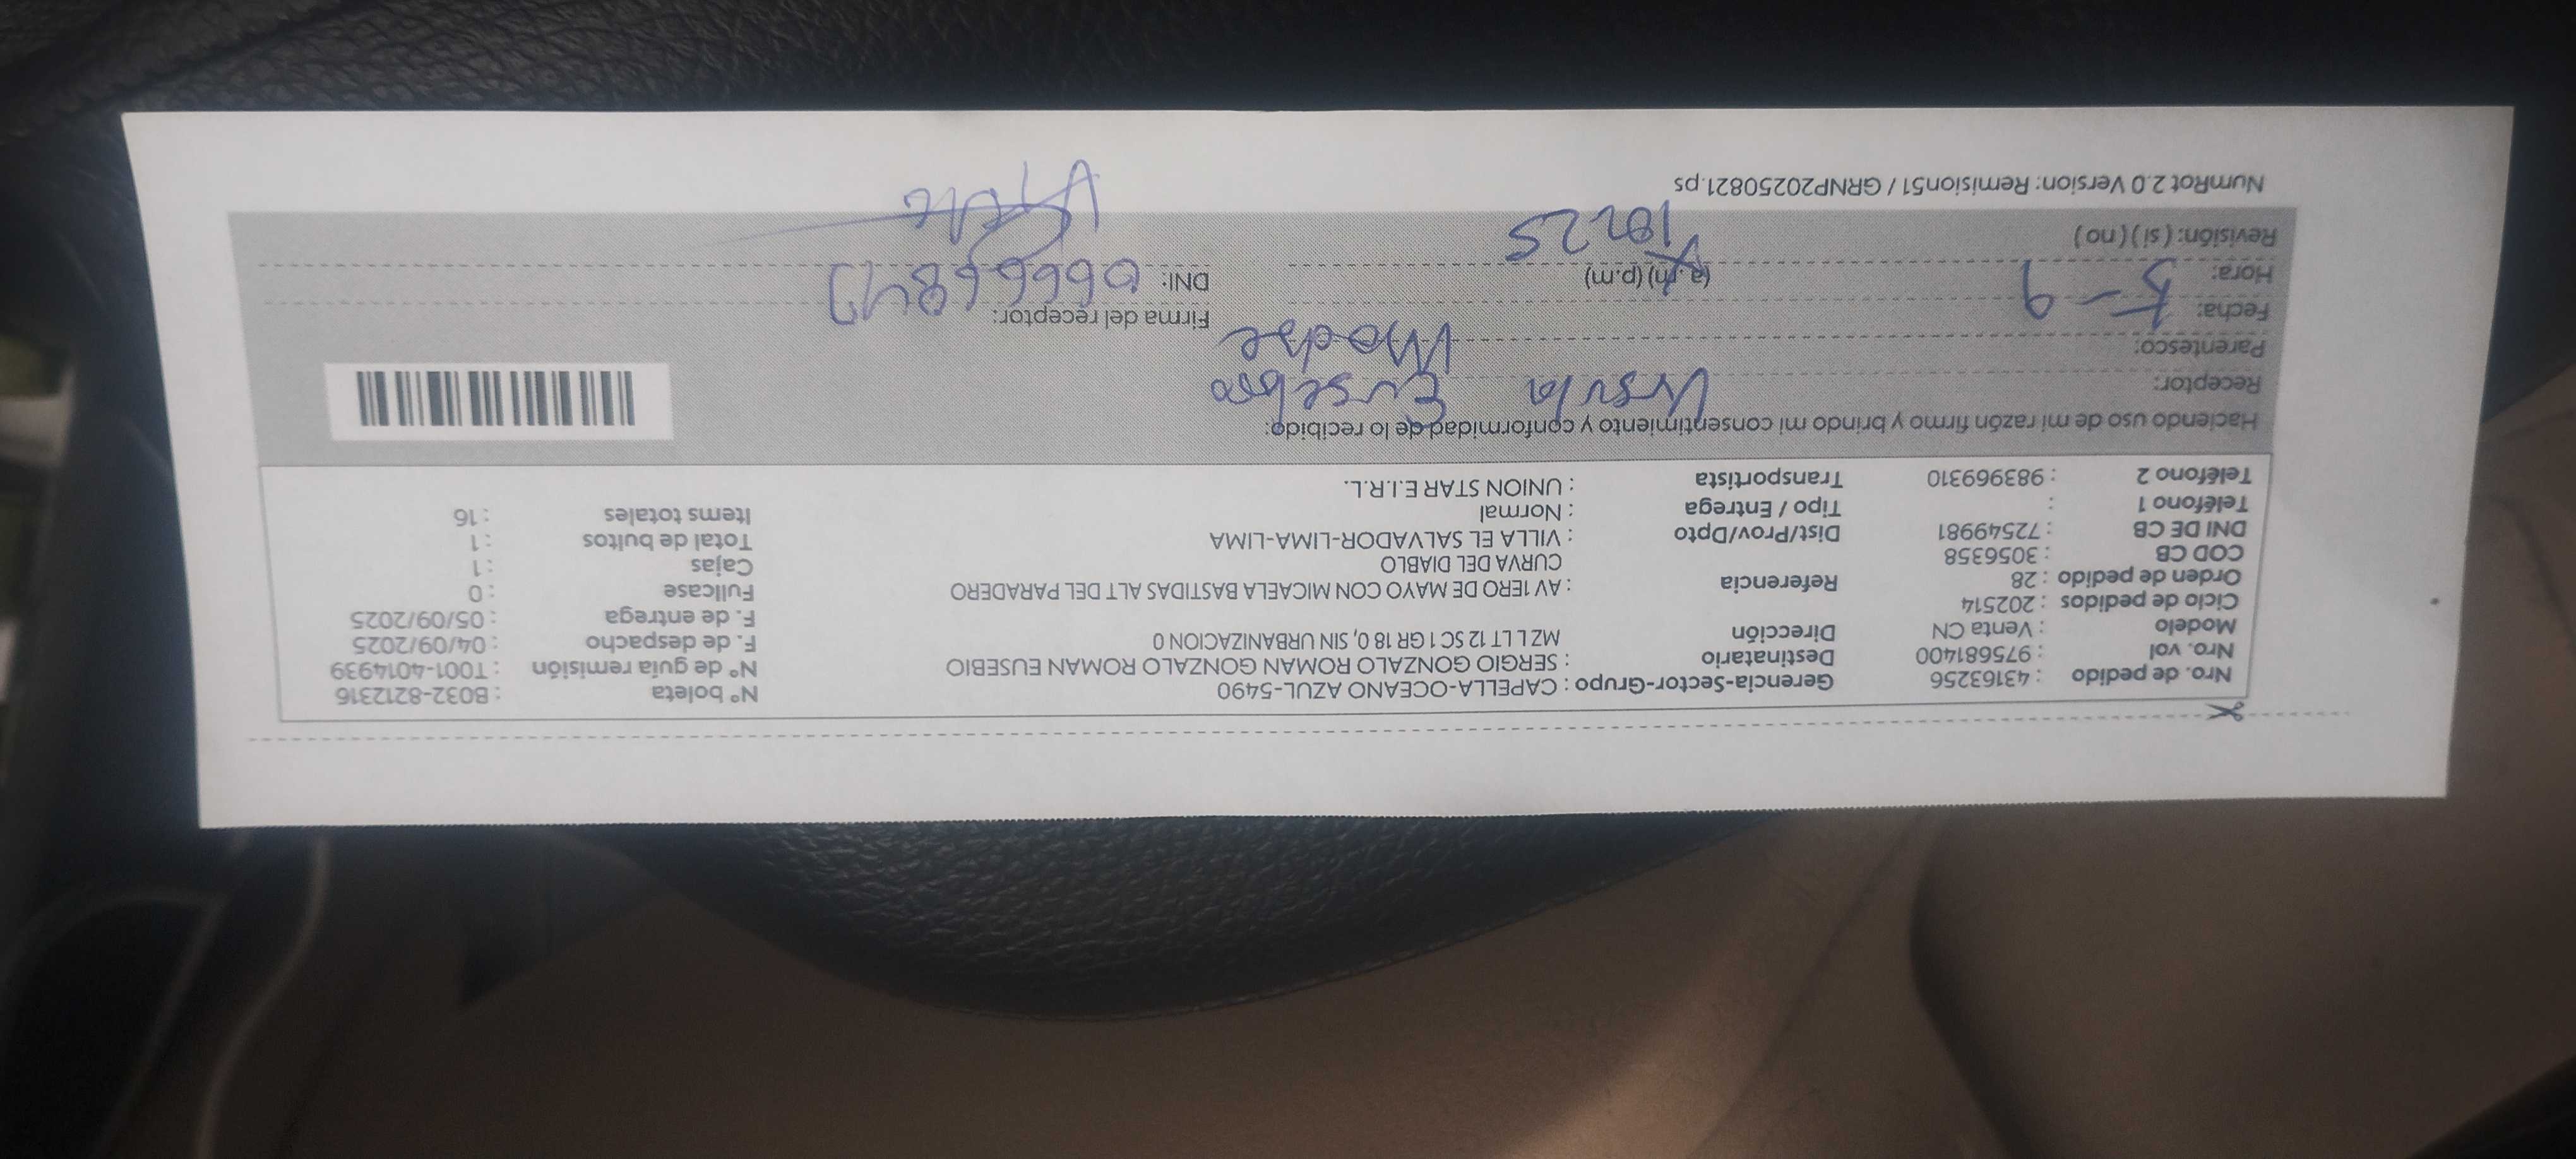 Nro. de pedido : 43163256 Gerencia-Sector-Grupo : CAPELLA-OCEANO AZUL-5490 N° boleta : B032-8212316
Nro. vol : 975681400 Destinatario : SERGIO GONZALO ROMAN GONZALO ROMAN EUSEBIO N° de guía remisión : T001-4014939
Modelo : Venta CN Dirección MZ L LT 12 SC 1 GR 18 0, SIN URBANIZACION 0 F. de despacho : 04/09/2025
Ciclo de pedidos : 202514 F. de entrega : 05/09/2025
Orden de pedido : 28 Referencia : AV 1ERO DE MAYO CON MICAELA BASTIDAS ALT DEL PARADERO Fullcase : 0
COD CB : 3056358 CURVA DEL DIABLO Cajas : 1
DNI DE CB : 72549981 Dist/Prov/Dpto : VILLA EL SALVADOR-LIMA-LIMA Total de bultos : 1
Teléfono 1 : Tipo / Entrega : Normal Items totales : 16
Teléfono 2 : 983969310 Transportista : UNION STAR E.I.R.L.
Haciendo uso de mi razón firmo y brindo mi consentimiento y conformidad de lo recibido:
Receptor: Ursula Eusebio
Parentesco: Madre
Fecha: 5-9 Firma del receptor:
Hora: (a.m) (p.m) DNI:
Revisión: (si) (no) 10225
NumRot 2.0 Version: Remision51 / GRNP20250821.ps